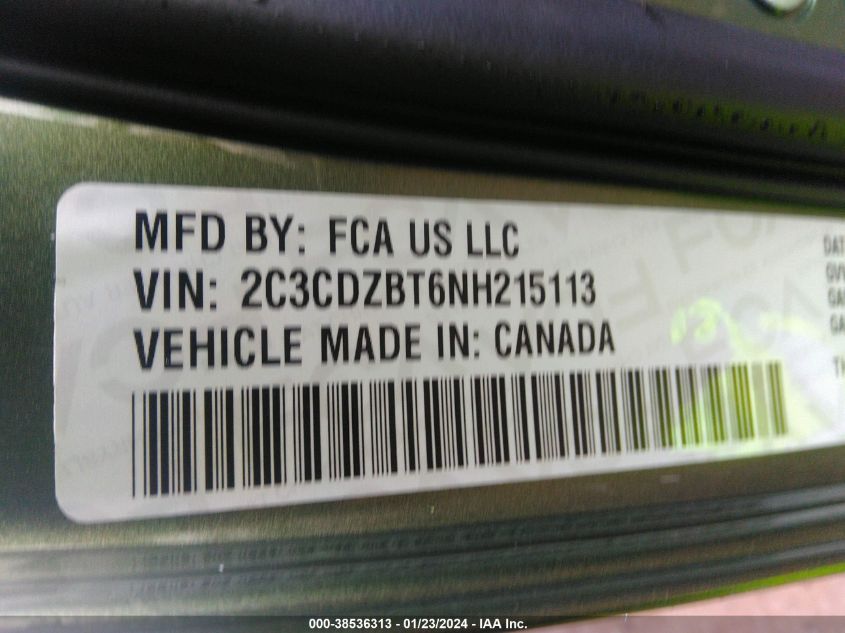 MFD BY: FCA US LLC
VIN: 2C3CDZBT6NH215113
VEHICLE MADE IN: CANADA
000-38536313 - 01/23/2024 - IAA Inc.